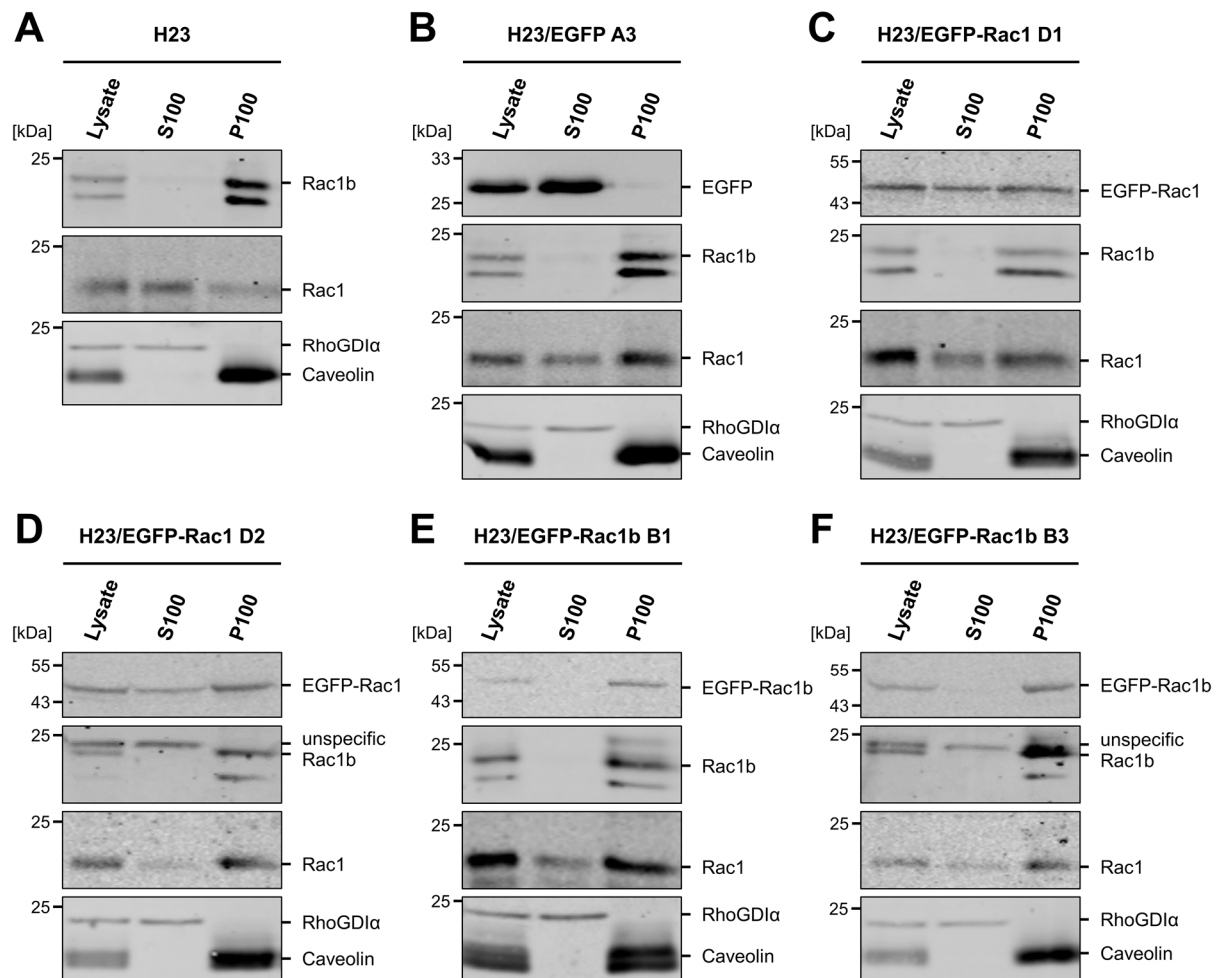 A
H23
Lysate
S100
P100
[kDa]
25
Rac1b
25
Rac1
25
RhoGDIα
Caveolin
B
H23/EGFP A3
Lysate
S100
P100
[kDa]
33
EGFP
25
25
Rac1b
25
Rac1
25
RhoGDIα
Caveolin
C
H23/EGFP-Rac1 D1
Lysate
S100
P100
[kDa]
55
EGFP-Rac1
43
25
Rac1b
25
Rac1
25
RhoGDIα
Caveolin
D
H23/EGFP-Rac1 D2
Lysate
S100
P100
[kDa]
55
EGFP-Rac1
43
25
unspecific
Rac1b
25
Rac1
25
RhoGDIα
Caveolin
E
H23/EGFP-Rac1b B1
Lysate
S100
P100
[kDa]
55
EGFP-Rac1b
43
25
Rac1b
25
Rac1
25
RhoGDIα
Caveolin
F
H23/EGFP-Rac1b B3
Lysate
S100
P100
[kDa]
55
EGFP-Rac1b
43
25
unspecific
Rac1b
25
Rac1
25
RhoGDIα
Caveolin